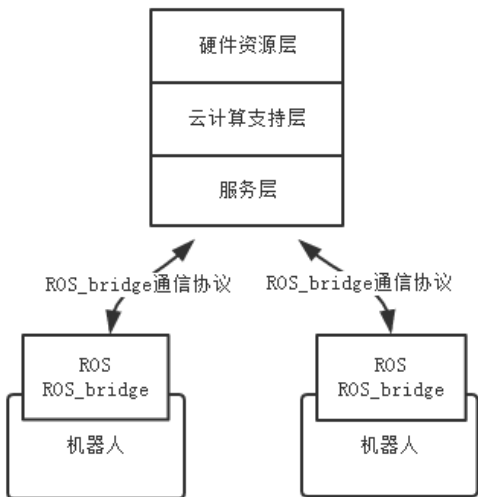 硬件资源层
云计算支持层
服务层
ROS_bridge通信协议
ROS_bridge通信协议
ROS
ROS_bridge
机器人
ROS
ROS_bridge
机器人